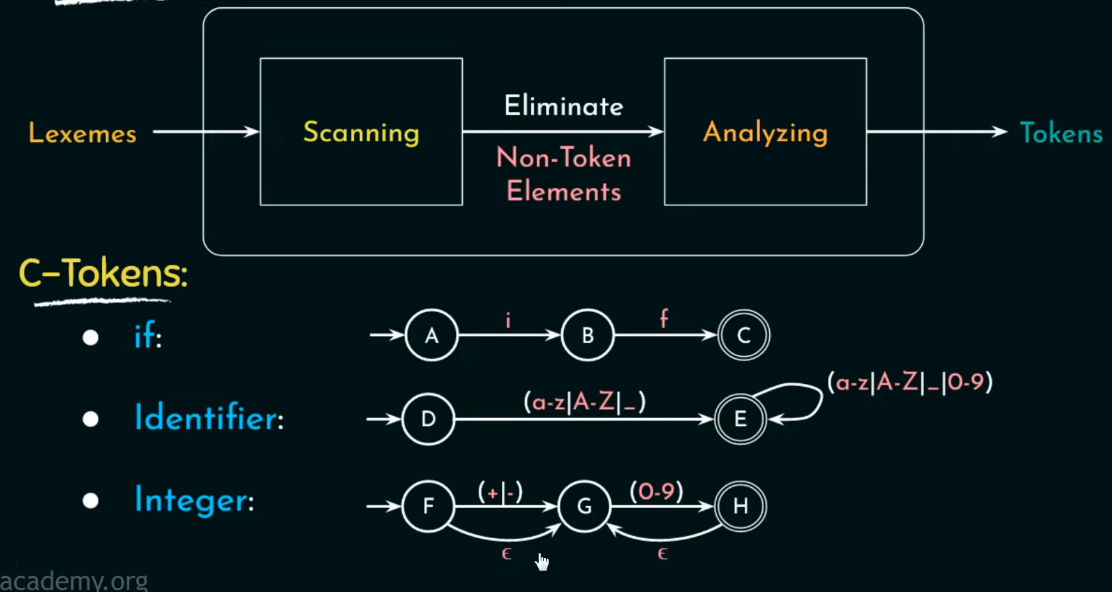 Lexemes
Scanning
Eliminate
Non-Token
Elements
Analyzing
Tokens
C-Tokens:
if:
A
i
B
f
C
Identifier:
D
(a-z|A-Z|_)
E
(a-z|A-Z|_|0-9)
Integer:
F
(+|-)
G
(0-9)
H
ϵ
ϵ
academy.org